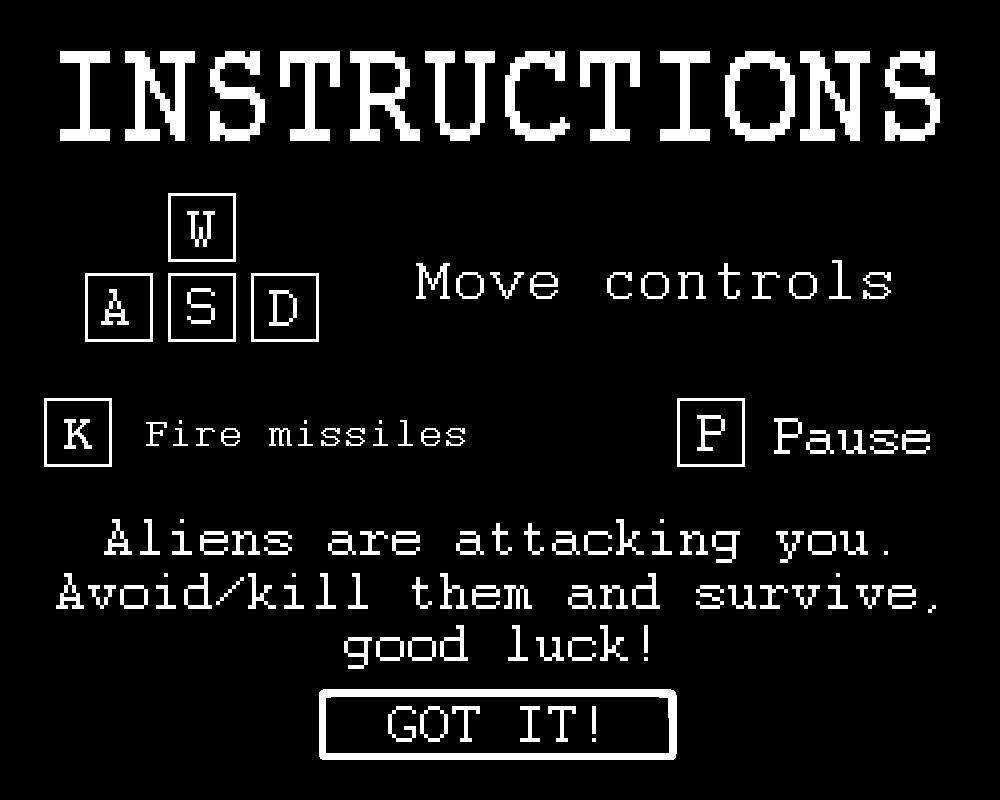 INSTRUCTIONS
W
A S D
Move controls
K Fire missiles
P Pause
Aliens are attacking you.
Avoid/kill them and survive,
good luck!
GOT IT!